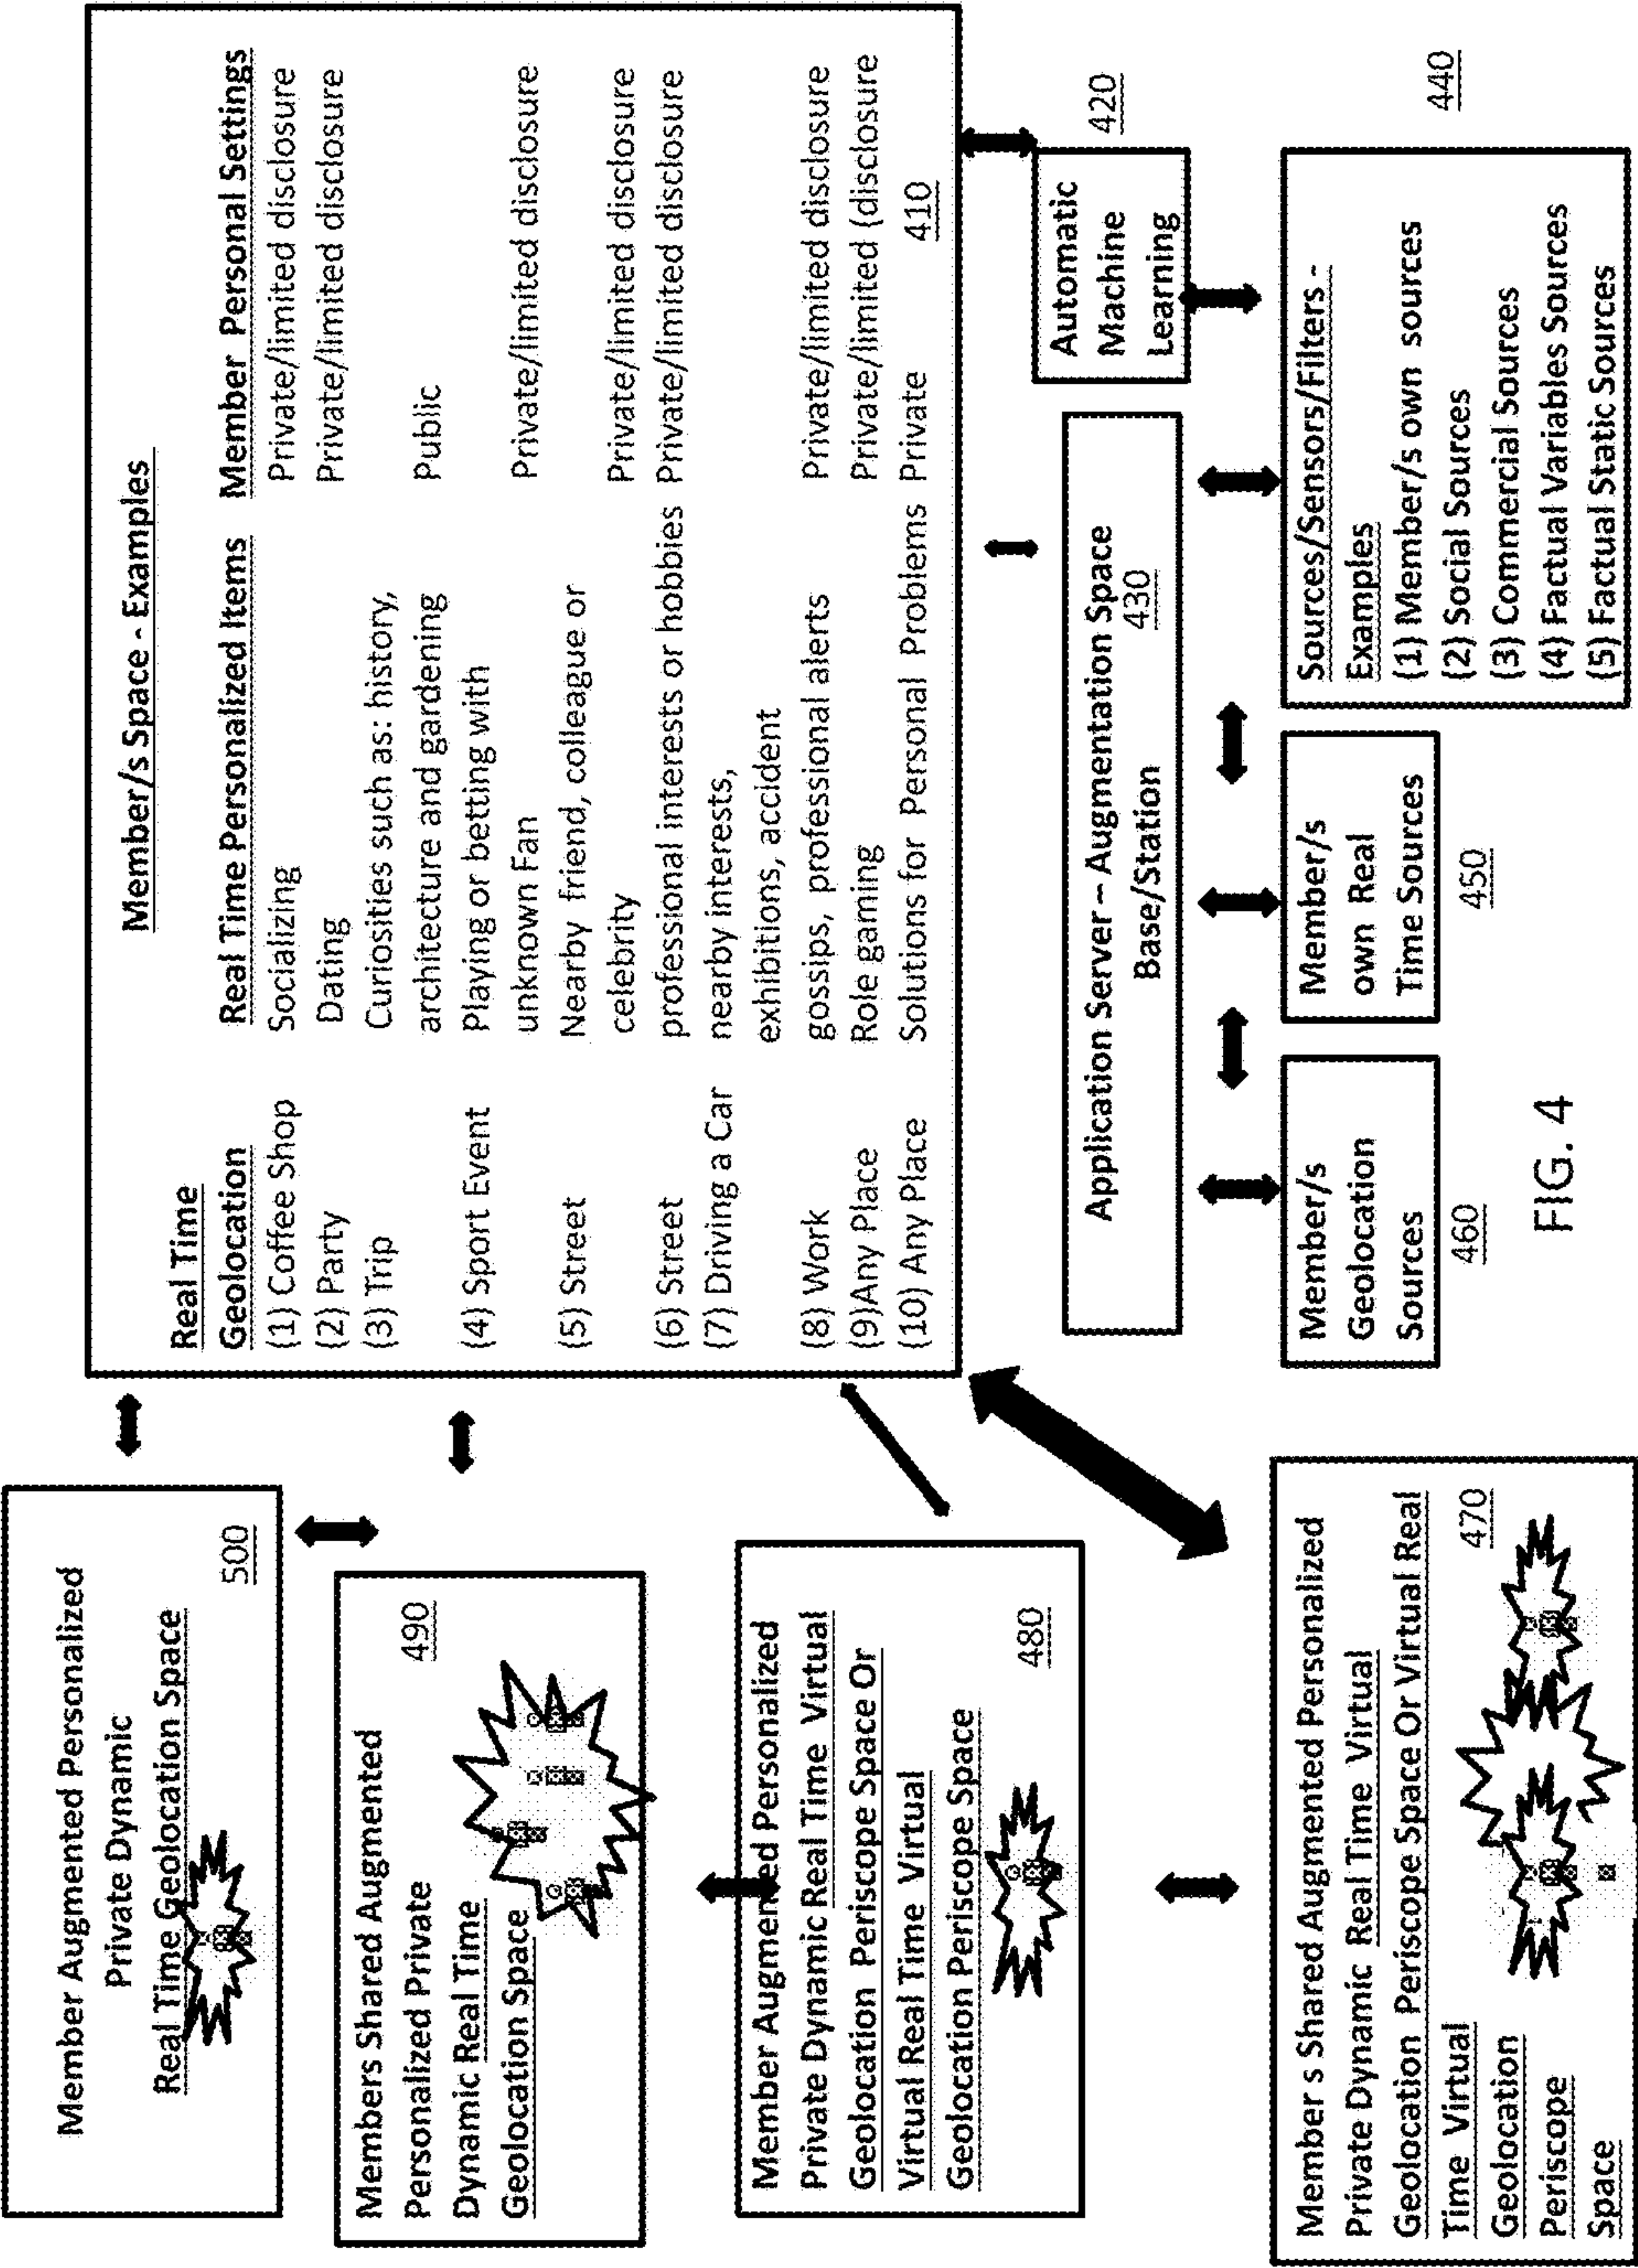 Member Augmented Personalized
Private Dynamic
Real Time Geolocation Space
500
Members Shared Augmented
Personalized Private
Dynamic Real Time
Geolocation Space
490
Member Augmented Personalized
Private Dynamic Real Time Virtual
Geolocation Periscope Space Or
Virtual Real Time Virtual
Geolocation Periscope Space
480
Member s Shared Augmented Personalized
Private Dynamic Real Time Virtual
Geolocation Periscope Space Or Virtual Real
Time Virtual
Geolocation
Periscope
Space
470
Member/s Space - Examples
Real Time
Geolocation Real Time Personalized Items Member Personal Settings
(1) Coffee Shop Socializing Private/limited disclosure
(2) Party Dating Private/limited disclosure
(3) Trip Curiosities such as: history,
architecture and gardening Public
(4) Sport Event Playing or betting with
unknown Fan Private/limited disclosure
(5) Street Nearby friend, colleague or
celebrity Private/limited disclosure
(6) Street professional interests or hobbies Private/limited disclosure
(7) Driving a Car nearby interests,
exhibitions, accident
(8) Work gossips, professional alerts Private/limited disclosure
(9)Any Place Role gaming Private/limited (disclosure
(10) Any Place Solutions for Personal Problems Private
410
Automatic
Machine
Learning
420
Application Server – Augmentation Space
Base/Station
430
Member/s
Geolocation
Sources
460
Member/s
own Real
Time Sources
450
Sources/Sensors/Filters -
Examples
(1) Member/s own sources
(2) Social Sources
(3) Commercial Sources
(4) Factual Variables Sources
(5) Factual Static Sources
440
FIG. 4